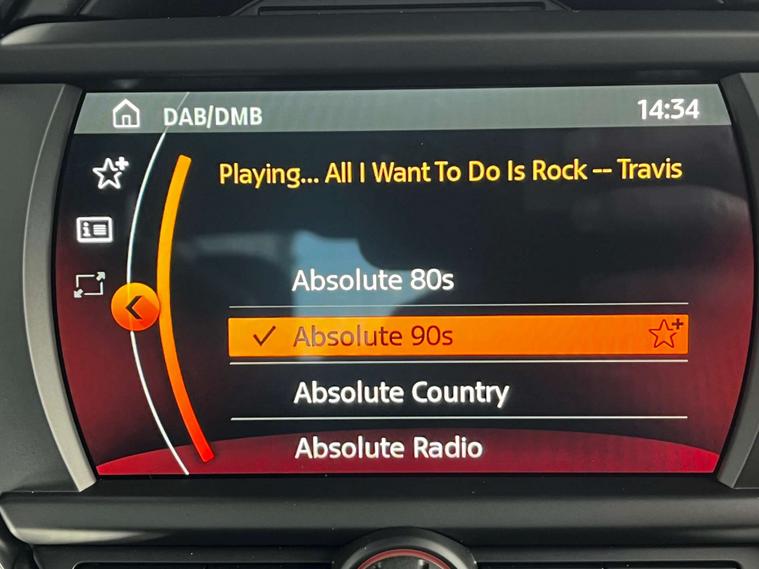 DAB/DMB 14:34
Playing... All I Want To Do Is Rock -- Travis
Absolute 80s
Absolute 90s
Absolute Country
Absolute Radio